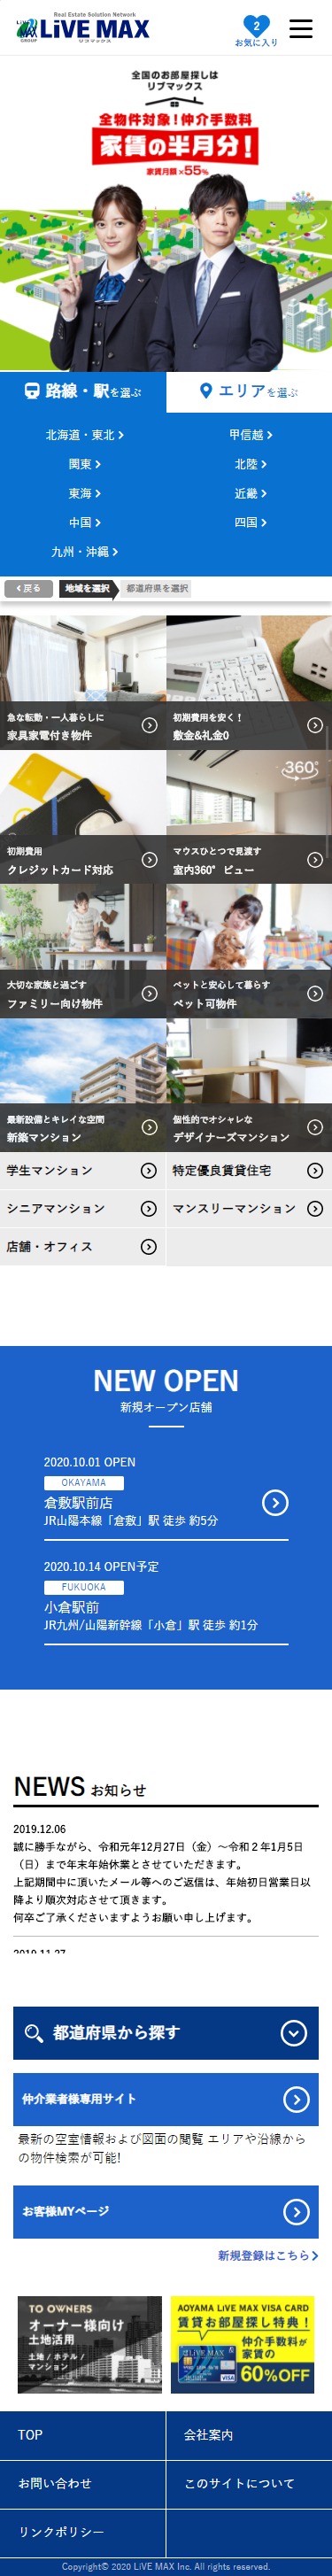 Real Estate Solution Network
LiVE MAX
GROUP
リブマックス
2
お気に入り
全国のお部屋探しは
リブマックス
全物件対象!仲介手数料
家賃の半月分!
家賃月額×55%
路線・駅を選ぶ
エリアを選ぶ
北海道・東北
甲信越
関東
北陸
東海
近畿
中国
四国
九州・沖縄
戻る
地域を選択
都道府県を選択
急な転勤・一人暮らしに
家具家電付き物件
初期費用を安く!
敷金&礼金0
初期費用
クレジットカード対応
360°
マウスひとつで見渡す
室内360°ビュー
大切な家族と過ごす
ファミリー向け物件
ペットと安心して暮らす
ペット可物件
最新設備とキレイな空間
新築マンション
個性的でオシャレな
デザイナーズマンション
学生マンション
特定優良賃貸住宅
シニアマンション
マンスリーマンション
店舗・オフィス
NEW OPEN
新規オープン店舗
2020.10.01 OPEN
OKAYAMA
倉敷駅前店
JR山陽本線「倉敷」駅 徒歩 約5分
2020.10.14 OPEN予定
FUKUOKA
小倉駅前
JR九州/山陽新幹線「小倉」駅 徒歩 約1分
NEWS お知らせ
2019.12.06
誠に勝手ながら、令和元年12月27日（金）～令和２年1月5日
（日）まで年末年始休業とさせていただきます。
上記期間中に頂いたメール等へのご返信は、年始初日営業日以
降より順次対応させて頂きます。
何卒ご了承くださいますようお願い申し上げます。
都道府県から探す
仲介業者様専用サイト
最新の空室情報および図面の閲覧 エリアや沿線から
の物件検索が可能!
お客様MYページ
新規登録はこちら
TO OWNERS
オーナー様向け
土地活用
土地 / ホテル /
マンション
AOYAMA LiVE MAX VISA CARD
賃貸お部屋探し特典!
仲介手数料が
家賃の
60%OFF
LiVE MAX
VISA
TOP
会社案内
お問い合わせ
このサイトについて
リンクポリシー
Copyright© 2020 LiVE MAX Inc. All rights reserved.